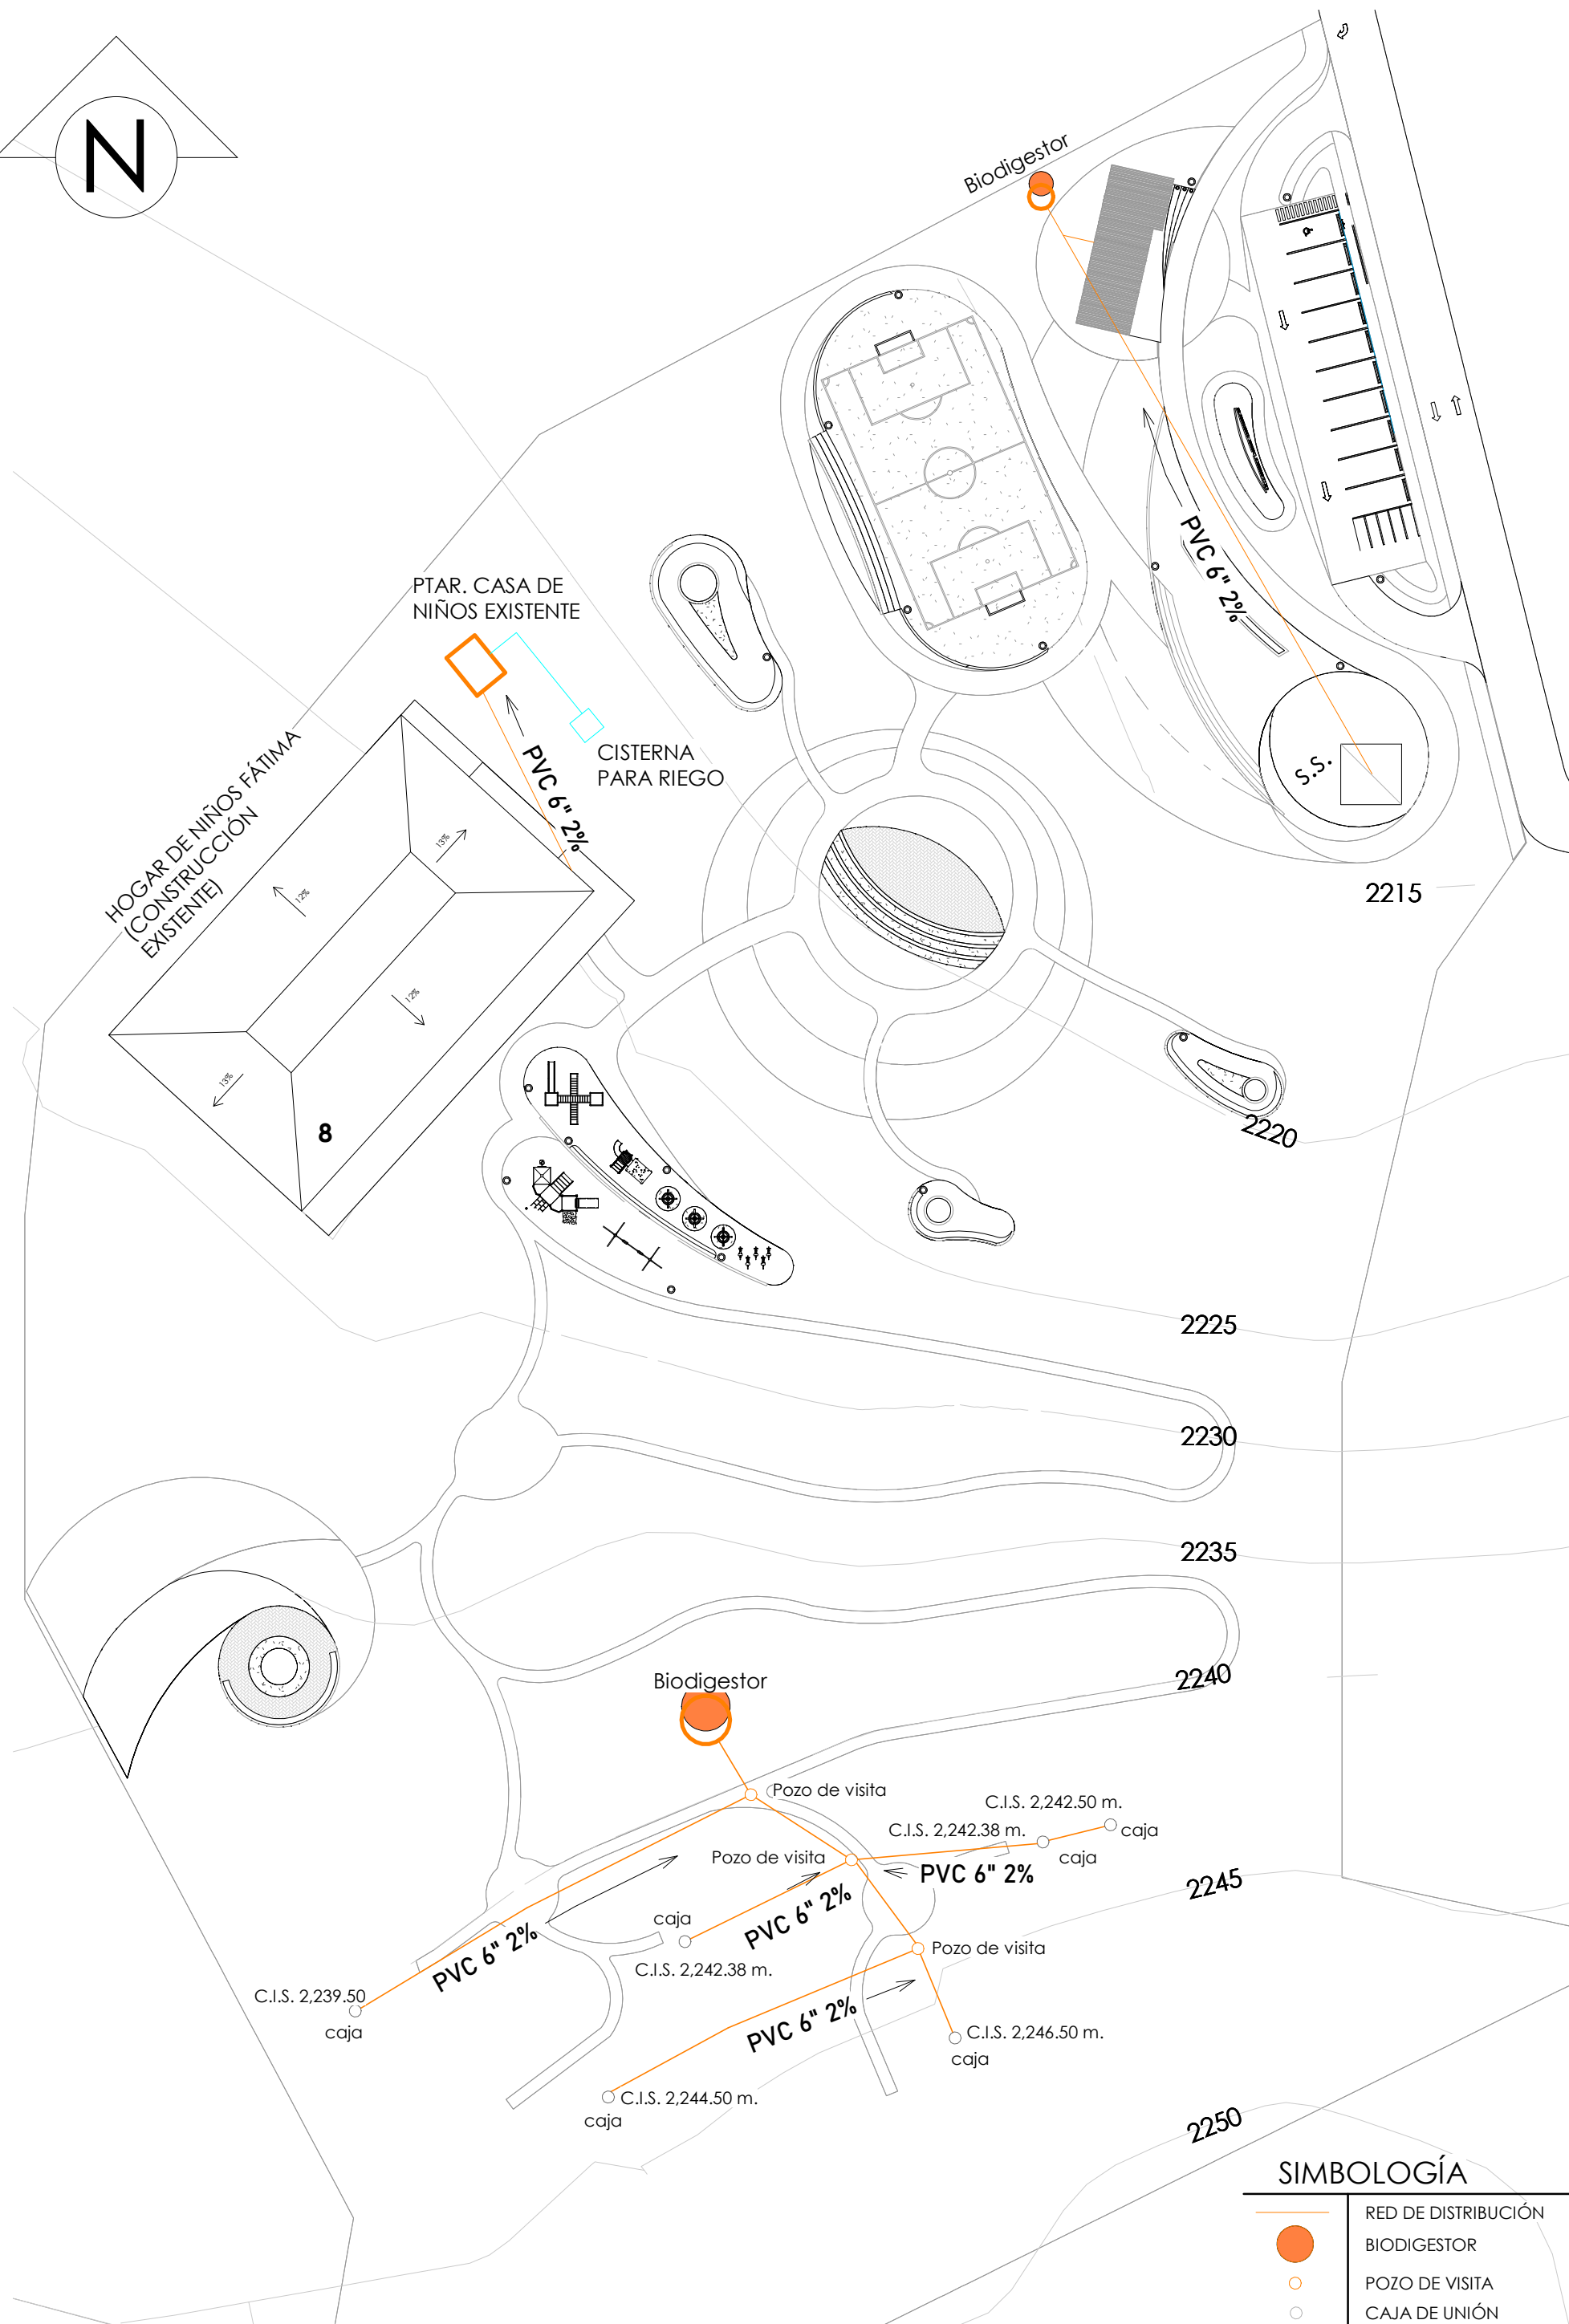 N
Biodigestor
PVC 6" 2%
PTAR. CASA DE
NIÑOS EXISTENTE
CISTERNA
PARA RIEGO
PVC 6" 2%
HOGAR DE NIÑOS FÁTIMA
(CONSTRUCCIÓN
EXISTENTE)
13%
12%
12%
13%
8
S.S.
2215
2220
2225
2230
2235
2240
Biodigestor
Pozo de visita
C.I.S. 2,242.50 m.
caja
C.I.S. 2,242.38 m.
caja
Pozo de visita
PVC 6" 2%
2245
caja
PVC 6" 2%
C.I.S. 2,242.38 m.
PVC 6" 2%
Pozo de visita
C.I.S. 2,239.50
caja
PVC 6" 2%
C.I.S. 2,246.50 m.
caja
C.I.S. 2,244.50 m.
caja
2250
SIMBOLOGÍA
RED DE DISTRIBUCIÓN
BIODIGESTOR
POZO DE VISITA
CAJA DE UNIÓN